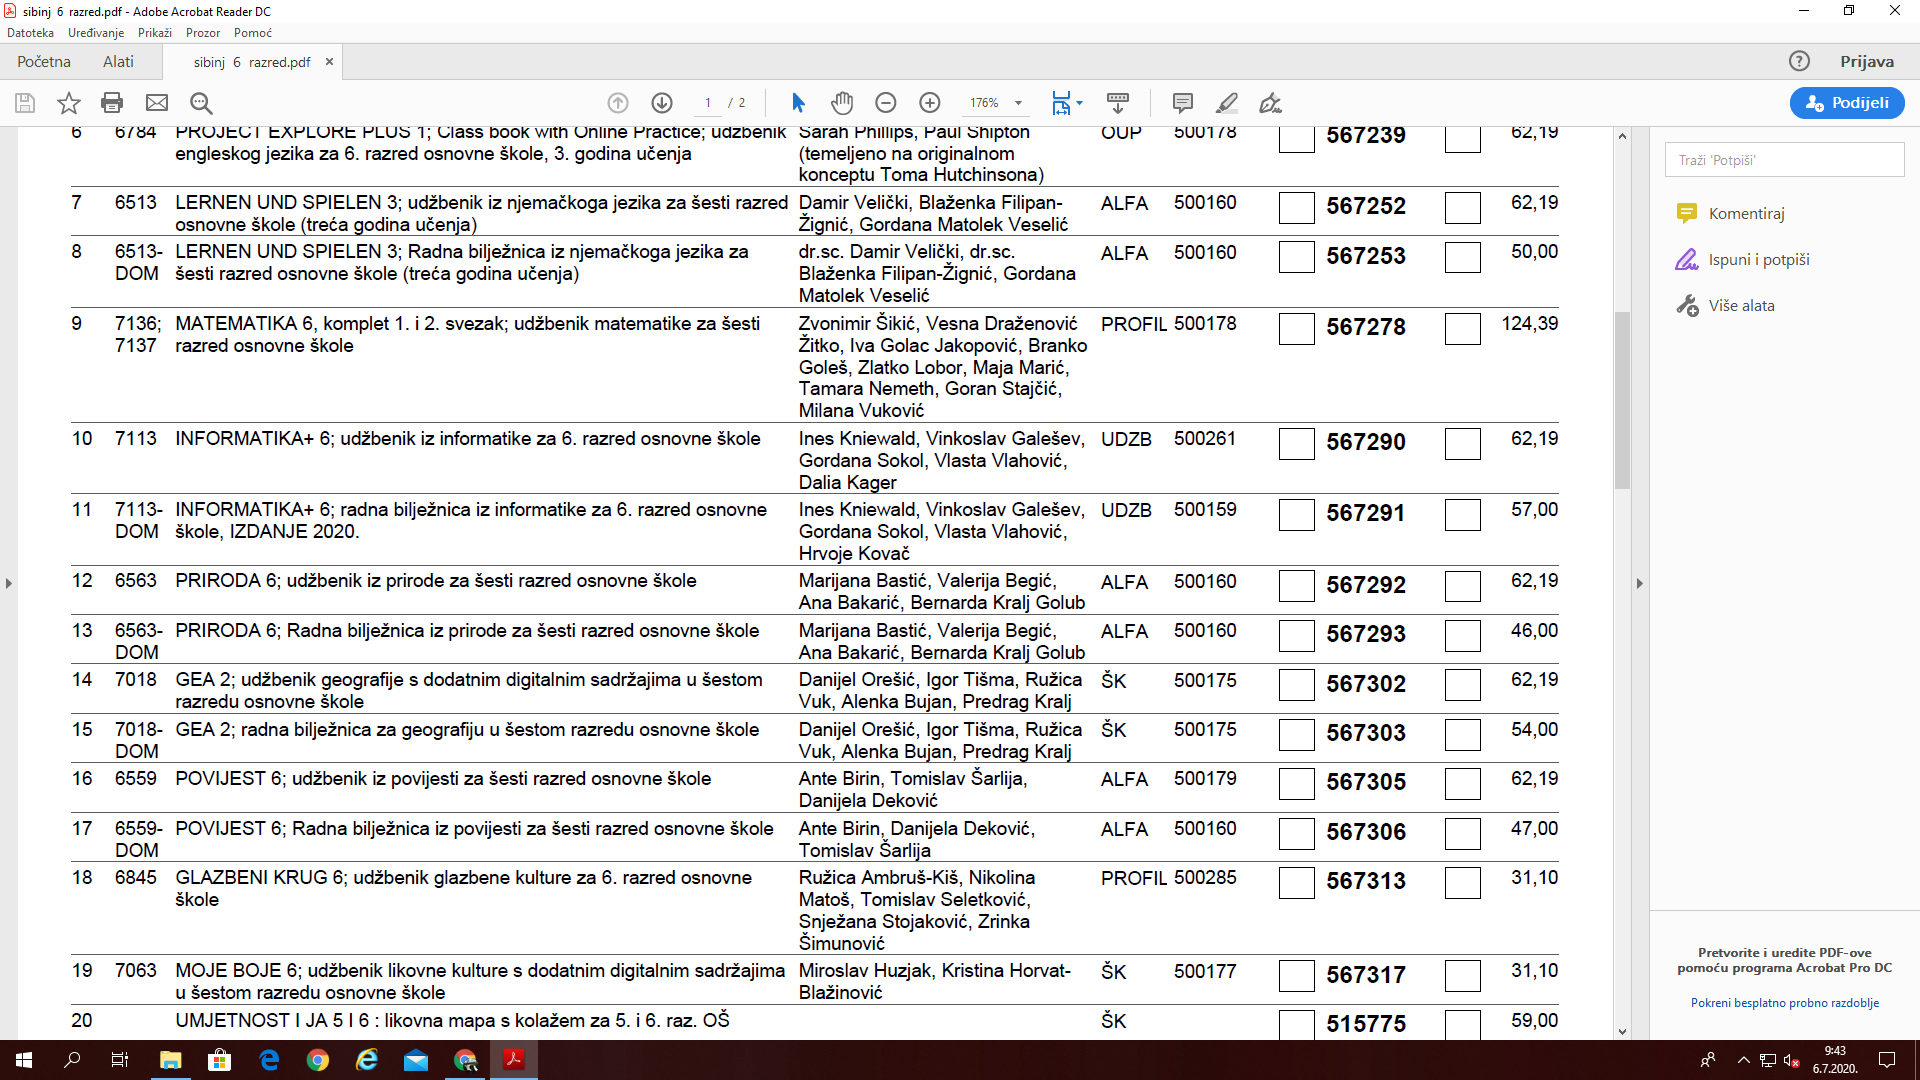 sibinj 6 razred.pdf - Adobe Acrobat Reader DC
Datoteka Uređivanje Prikaži Prozor Pomoć
Početna Alati sibinj 6 razred.pdf × Prijava
1 / 2 176% Podijeli
6 6784 PROJECT EXPLORE PLUS 1; Class book with Online Practice; udžbenik Sarah Phillips, Paul Shipton OUP 500178 567239 62,19
engleskog jezika za 6. razred osnovne škole, 3. godina učenja (temeljeno na originalnom
konceptu Toma Hutchinsona)
7 6513 LERNEN UND SPIELEN 3; udžbenik iz njemačkoga jezika za šesti razred Damir Velički, Blaženka Filipan- ALFA 500160 567252 62,19
osnovne škole (treća godina učenja) Žignić, Gordana Matolek Veselić
8 6513- LERNEN UND SPIELEN 3; Radna bilježnica iz njemačkoga jezika za dr.sc. Damir Velički, dr.sc. ALFA 500160 567253 50,00
DOM šesti razred osnovne škole (treća godina učenja) Blaženka Filipan-Žignić, Gordana
Matolek Veselić
9 7136; MATEMATIKA 6, komplet 1. i 2. svezak; udžbenik matematike za šesti Zvonimir Šikić, Vesna Draženović PROFIL 500178 567278 124,39
7137 razred osnovne škole Žitko, Iva Golac Jakopović, Branko
Goleš, Zlatko Lobor, Maja Marić,
Tamara Nemeth, Goran Stajčić,
Milana Vuković
10 7113 INFORMATIKA+ 6; udžbenik iz informatike za 6. razred osnovne škole Ines Kniewald, Vinkoslav Galešev, UDZB 500261 567290 62,19
Gordana Sokol, Vlasta Vlahović,
Dalia Kager
11 7113- INFORMATIKA+ 6; radna bilježnica iz informatike za 6. razred osnovne Ines Kniewald, Vinkoslav Galešev, UDZB 500159 567291 57,00
DOM škole, IZDANJE 2020. Gordana Sokol, Vlasta Vlahović,
Hrvoje Kovač
12 6563 PRIRODA 6; udžbenik iz prirode za šesti razred osnovne škole Marijana Bastić, Valerija Begić, ALFA 500160 567292 62,19
Ana Bakarić, Bernarda Kralj Golub
13 6563- PRIRODA 6; Radna bilježnica iz prirode za šesti razred osnovne škole Marijana Bastić, Valerija Begić, ALFA 500160 567293 46,00
DOM Ana Bakarić, Bernarda Kralj Golub
14 7018 GEA 2; udžbenik geografije s dodatnim digitalnim sadržajima u šestom Danijel Orešić, Igor Tišma, Ružica ŠK 500175 567302 62,19
razredu osnovne škole Vuk, Alenka Bujan, Predrag Kralj
15 7018- GEA 2; radna bilježnica za geografiju u šestom razredu osnovne škole Danijel Orešić, Igor Tišma, Ružica ŠK 500175 567303 54,00
DOM Vuk, Alenka Bujan, Predrag Kralj
16 6559 POVIJEST 6; udžbenik iz povijesti za šesti razred osnovne škole Ante Birin, Tomislav Šarlija, ALFA 500179 567305 62,19
Danijela Deković
17 6559- POVIJEST 6; Radna bilježnica iz povijesti za šesti razred osnovne škole Ante Birin, Danijela Deković, ALFA 500160 567306 47,00
DOM Tomislav Šarlija
18 6845 GLAZBENI KRUG 6; udžbenik glazbene kulture za 6. razred osnovne Ružica Ambruš-Kiš, Nikolina PROFIL 500285 567313 31,10
škole Matoš, Tomislav Seletković,
Snježana Stojaković, Zrinka
Šimunović
19 7063 MOJE BOJE 6; udžbenik likovne kulture s dodatnim digitalnim sadržajima Miroslav Huzjak, Kristina Horvat- ŠK 500177 567317 31,10
u šestom razredu osnovne škole Blažinović
20 UMJETNOST I JA 5 I 6 : likovna mapa s kolažem za 5. i 6. raz. OŠ ŠK 515775 59,00
Traži 'Potpiši'
Komentiraj
Ispuni i potpiši
Više alata
Pretvorite i uredite PDF-ove
pomoću programa Acrobat Pro DC
Pokreni besplatno probno razdoblje
9:43
6.7.2020.